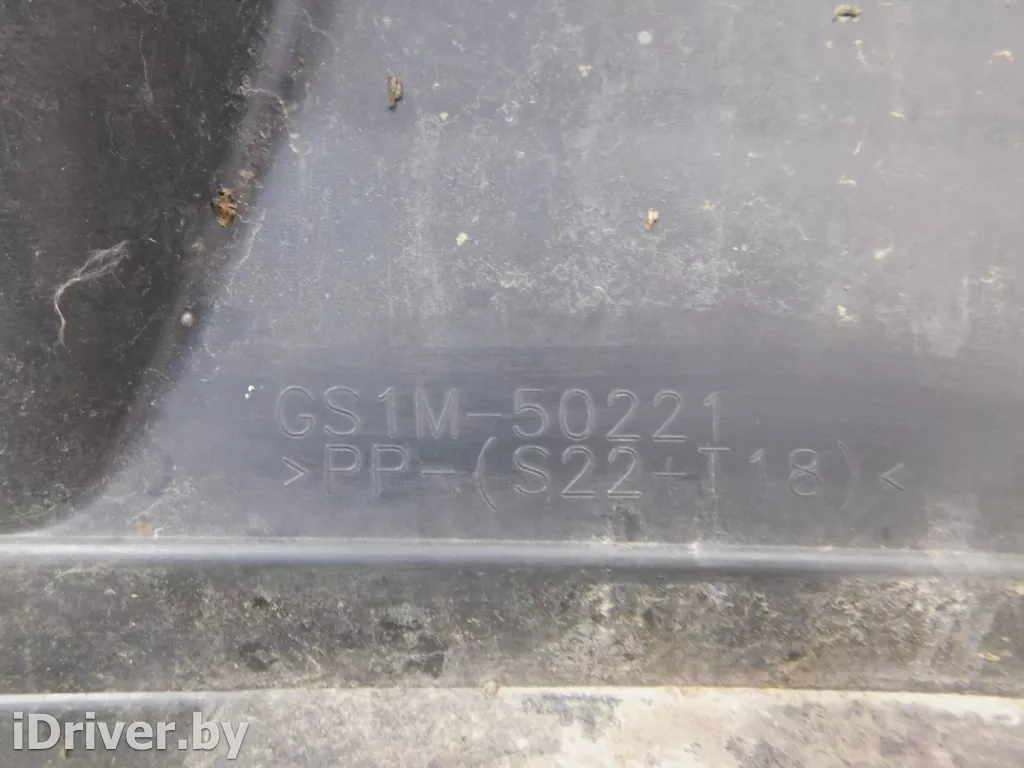 GS1M-50221
>PP-(S22-T18)<
iDriver.by